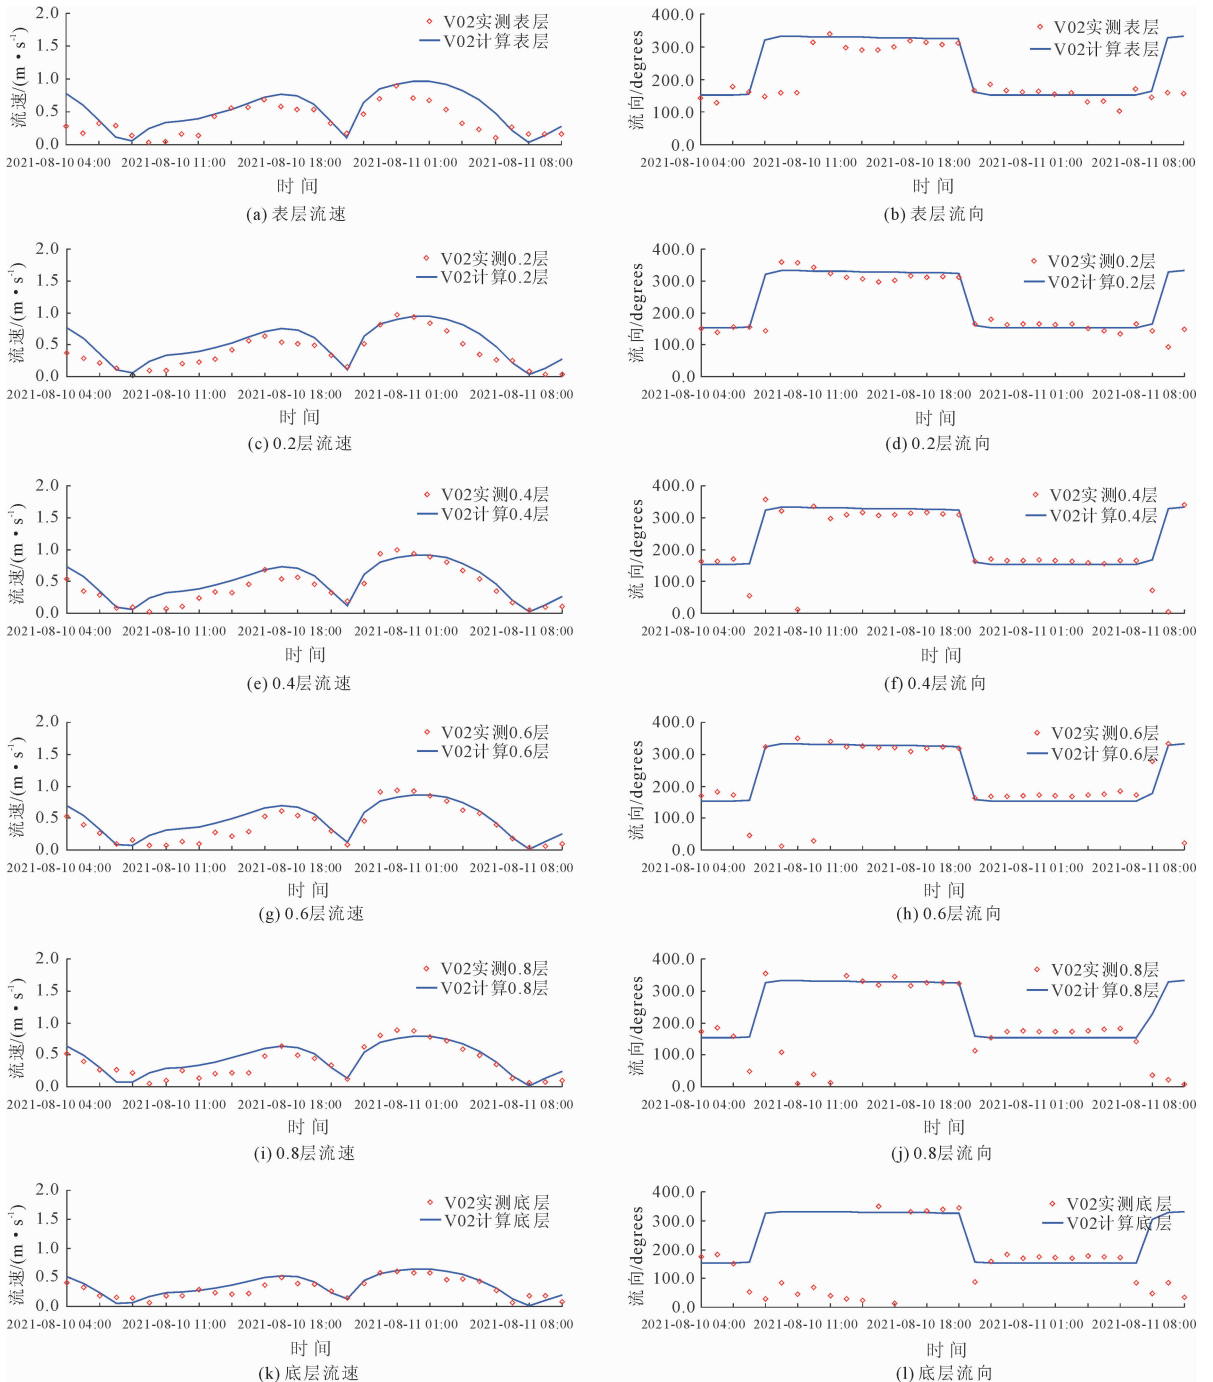 流速/(m·s⁻¹)
2.0
1.5
1.0
0.5
0.0
V02实测表层
V02计算表层
2021-08-10 04:00
2021-08-10 11:00
2021-08-10 18:00
2021-08-11 01:00
2021-08-11 08:00
时间
(a) 表层流速
流向/degrees
400.0
300.0
200.0
100.0
0.0
V02实测表层
V02计算表层
2021-08-10 04:00
2021-08-10 11:00
2021-08-10 18:00
2021-08-11 01:00
2021-08-11 08:00
时间
(b) 表层流向
流速/(m·s⁻¹)
2.0
1.5
1.0
0.5
0.0
V02实测0.2层
V02计算0.2层
2021-08-10 04:00
2021-08-10 11:00
2021-08-10 18:00
2021-08-11 01:00
2021-08-11 08:00
时间
(c) 0.2层流速
流向/degrees
400.0
300.0
200.0
100.0
0.0
V02实测0.2层
V02计算0.2层
2021-08-10 04:00
2021-08-10 11:00
2021-08-10 18:00
2021-08-11 01:00
2021-08-11 08:00
时间
(d) 0.2层流向
流速/(m·s⁻¹)
2.0
1.5
1.0
0.5
0.0
V02实测0.4层
V02计算0.4层
2021-08-10 04:00
2021-08-10 11:00
2021-08-10 18:00
2021-08-11 01:00
2021-08-11 08:00
时间
(e) 0.4层流速
流向/degrees
400.0
300.0
200.0
100.0
0.0
V02实测0.4层
V02计算0.4层
2021-08-10 04:00
2021-08-10 11:00
2021-08-10 18:00
2021-08-11 01:00
2021-08-11 08:00
时间
(f) 0.4层流向
流速/(m·s⁻¹)
2.0
1.5
1.0
0.5
0.0
V02实测0.6层
V02计算0.6层
2021-08-10 04:00
2021-08-10 11:00
2021-08-10 18:00
2021-08-11 01:00
2021-08-11 08:00
时间
(g) 0.6层流速
流向/degrees
400.0
300.0
200.0
100.0
0.0
V02实测0.6层
V02计算0.6层
2021-08-10 04:00
2021-08-10 11:00
2021-08-10 18:00
2021-08-11 01:00
2021-08-11 08:00
时间
(h) 0.6层流向
流速/(m·s⁻¹)
2.0
1.5
1.0
0.5
0.0
V02实测0.8层
V02计算0.8层
2021-08-10 04:00
2021-08-10 11:00
2021-08-10 18:00
2021-08-11 01:00
2021-08-11 08:00
时间
(i) 0.8层流速
流向/degrees
400.0
300.0
200.0
100.0
0.0
V02实测0.8层
V02计算0.8层
2021-08-10 04:00
2021-08-10 11:00
2021-08-10 18:00
2021-08-11 01:00
2021-08-11 08:00
时间
(j) 0.8层流向
流速/(m·s⁻¹)
2.0
1.5
1.0
0.5
0.0
V02实测底层
V02计算底层
2021-08-10 04:00
2021-08-10 11:00
2021-08-10 18:00
2021-08-11 01:00
2021-08-11 08:00
时间
(k) 底层流速
流向/degrees
400.0
300.0
200.0
100.0
0.0
V02实测底层
V02计算底层
2021-08-10 04:00
2021-08-10 11:00
2021-08-10 18:00
2021-08-11 01:00
2021-08-11 08:00
时间
(l) 底层流向